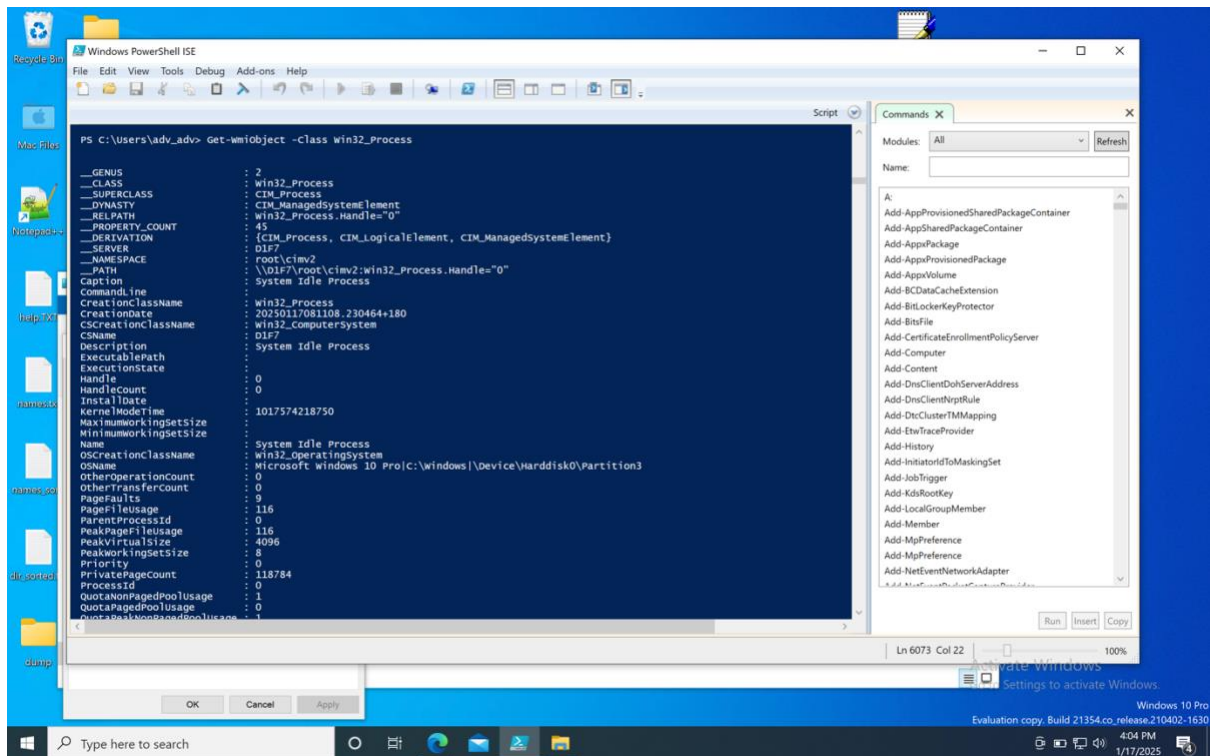 Recycle Bin
Mac Files
Notepad++
help.TXT
dir_sorted.
dump
Windows PowerShell ISE
File Edit View Tools Debug Add-ons Help
Script
PS C:\Users\adv_adv> Get-WmiObject -Class Win32_Process
__GENUS : 2
__CLASS : Win32_Process
__SUPERCLASS : CIM_Process
__DYNASTY : CIM_ManagedSystemElement
__RELPATH : Win32_Process.Handle="0"
__PROPERTY_COUNT : 45
__DERIVATION : {CIM_Process, CIM_LogicalElement, CIM_ManagedSystemElement}
__SERVER : D1F7
__NAMESPACE : root\cimv2
__PATH : \\D1F7\root\cimv2:Win32_Process.Handle="0"
Caption : System Idle Process
CommandLine :
CreationClassName : Win32_Process
CreationDate : 20250117081108.230464+180
CSCreationClassName : Win32_ComputerSystem
CSName : D1F7
Description : System Idle Process
ExecutablePath :
ExecutionState :
Handle : 0
HandleCount : 0
InstallDate :
KernelModeTime : 1017574218750
MaximumWorkingSetSize :
MinimumWorkingSetSize :
Name : System Idle Process
OSCreationClassName : Win32_OperatingSystem
OSName : Microsoft Windows 10 Pro|C:\Windows|\Device\Harddisk0\Partition3
OtherOperationCount : 0
OtherTransferCount : 0
PageFaults : 9
PageFileUsage : 116
ParentProcessId : 0
PeakPageFileUsage : 116
PeakVirtualSize : 4096
PeakWorkingSetSize : 8
Priority : 0
PrivatePageCount : 118784
ProcessId : 0
QuotaNonPagedPoolUsage : 1
QuotaPagedPoolUsage : 0
QuotaPeakNonPagedPoolUsage : 1
Commands
Modules: All Refresh
Name:
A:
Add-AppProvisionedSharedPackageContainer
Add-AppSharedPackageContainer
Add-AppxPackage
Add-AppxProvisionedPackage
Add-AppxVolume
Add-BCDataCacheExtension
Add-BitLockerKeyProtector
Add-BitsFile
Add-CertificateEnrollmentPolicyServer
Add-Computer
Add-Content
Add-DnsClientDohServerAddress
Add-DnsClientNrptRule
Add-DtcClusterTMMapping
Add-EtwTraceProvider
Add-History
Add-InitiatorIdToMaskingSet
Add-JobTrigger
Add-KdsRootKey
Add-LocalGroupMember
Add-Member
Add-MpPreference
Add-MpPreference
Add-NetEventNetworkAdapter
Run Insert Copy
Ln 6073 Col 22 100%
Activate Windows
Settings to activate Windows.
OK Cancel Apply
Windows 10 Pro
Evaluation copy. Build 21354.co_release.210402-1630
Type here to search
4:04 PM
1/17/2025
4